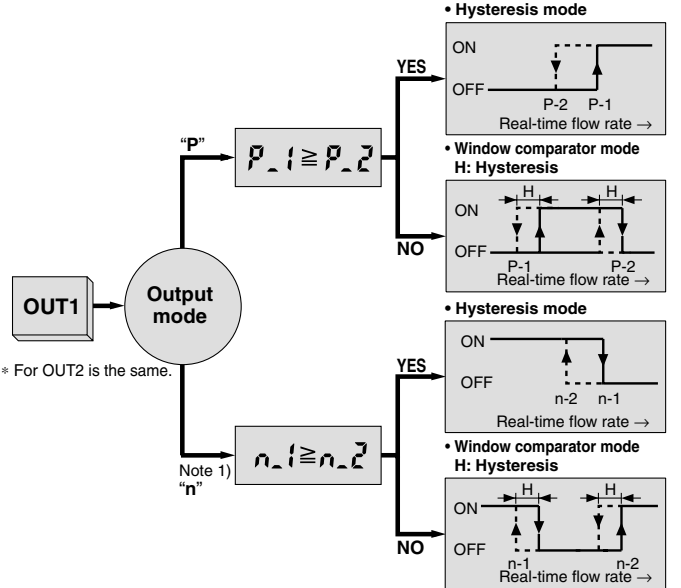 • Hysteresis mode
ON
OFF
P-2 P-1
Real-time flow rate →
YES
"P"
P_1≧P_2
• Window comparator mode
H: Hysteresis
H H
ON
OFF
P-1 P-2
Real-time flow rate →
NO
OUT1
Output
mode
* For OUT2 is the same.
• Hysteresis mode
ON
OFF
n-2 n-1
Real-time flow rate →
YES
Note 1)
"n"
n_1≧n_2
• Window comparator mode
H: Hysteresis
H H
ON
OFF
n-1 n-2
Real-time flow rate →
NO